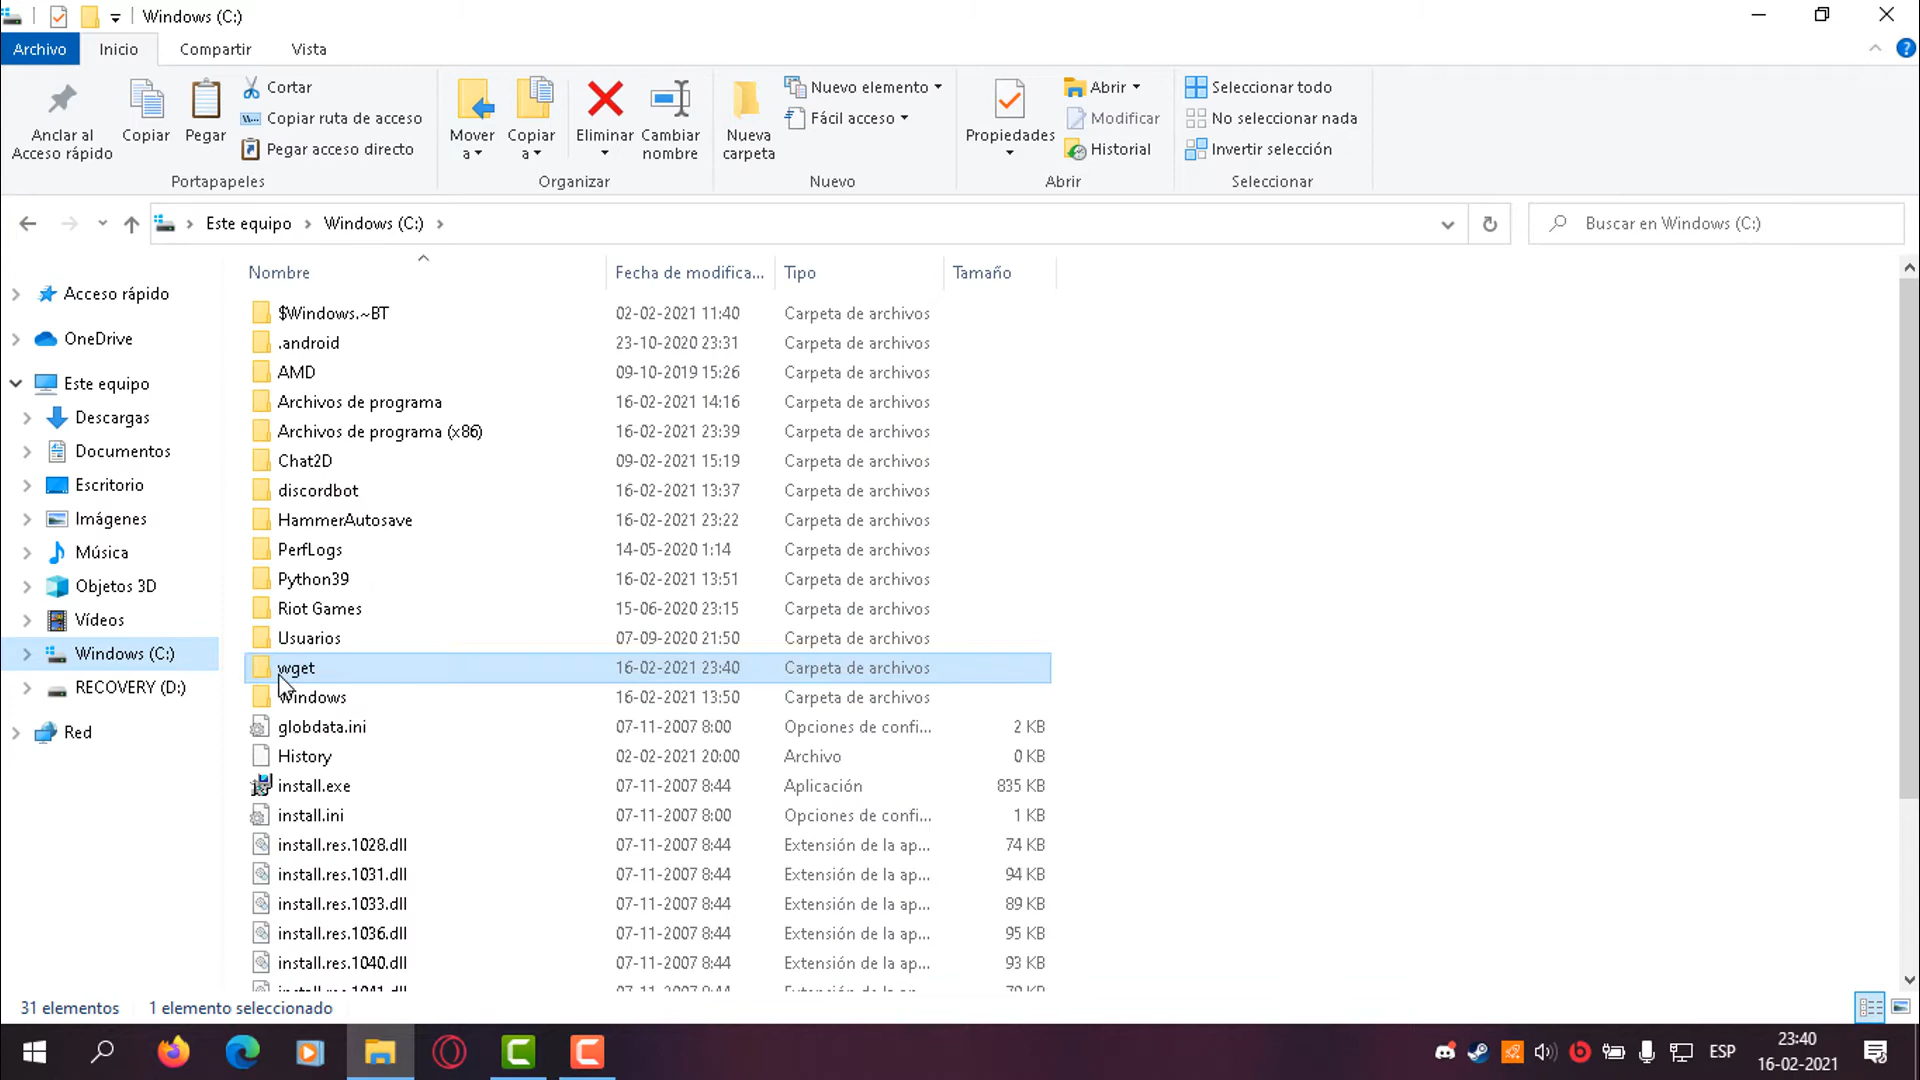 Windows (C:)
Archivo Inicio Compartir Vista
Anclar al Acceso rápido
Copiar
Pegar
Cortar
Copiar ruta de acceso
Pegar acceso directo
Portapapeles
Mover a
Copiar a
Eliminar
Cambiar nombre
Organizar
Nueva carpeta
Nuevo elemento
Fácil acceso
Nuevo
Propiedades
Abrir
Modificar
Historial
Abrir
Seleccionar todo
No seleccionar nada
Invertir selección
Seleccionar
Este equipo > Windows (C:) >
Buscar en Windows (C:)
Acceso rápido
OneDrive
Este equipo
Descargas
Documentos
Escritorio
Imágenes
Música
Objetos 3D
Vídeos
Windows (C:)
RECOVERY (D:)
Red
Nombre Fecha de modifica... Tipo Tamaño
$Windows.~BT 02-02-2021 11:40 Carpeta de archivos
.android 23-10-2020 23:31 Carpeta de archivos
AMD 09-10-2019 15:26 Carpeta de archivos
Archivos de programa 16-02-2021 14:16 Carpeta de archivos
Archivos de programa (x86) 16-02-2021 23:39 Carpeta de archivos
Chat2D 09-02-2021 15:19 Carpeta de archivos
discordbot 16-02-2021 13:37 Carpeta de archivos
HammerAutosave 16-02-2021 23:22 Carpeta de archivos
PerfLogs 14-05-2020 1:14 Carpeta de archivos
Python39 16-02-2021 13:51 Carpeta de archivos
Riot Games 15-06-2020 23:15 Carpeta de archivos
Usuarios 07-09-2020 21:50 Carpeta de archivos
wget 16-02-2021 23:40 Carpeta de archivos
Windows 16-02-2021 13:50 Carpeta de archivos
globdata.ini 07-11-2007 8:00 Opciones de confi... 2 KB
History 02-02-2021 20:00 Archivo 0 KB
install.exe 07-11-2007 8:44 Aplicación 835 KB
install.ini 07-11-2007 8:00 Opciones de confi... 1 KB
install.res.1028.dll 07-11-2007 8:44 Extensión de la ap... 74 KB
install.res.1031.dll 07-11-2007 8:44 Extensión de la ap... 94 KB
install.res.1033.dll 07-11-2007 8:44 Extensión de la ap... 89 KB
install.res.1036.dll 07-11-2007 8:44 Extensión de la ap... 95 KB
install.res.1040.dll 07-11-2007 8:44 Extensión de la ap... 93 KB
31 elementos 1 elemento seleccionado
ESP
23:40
16-02-2021